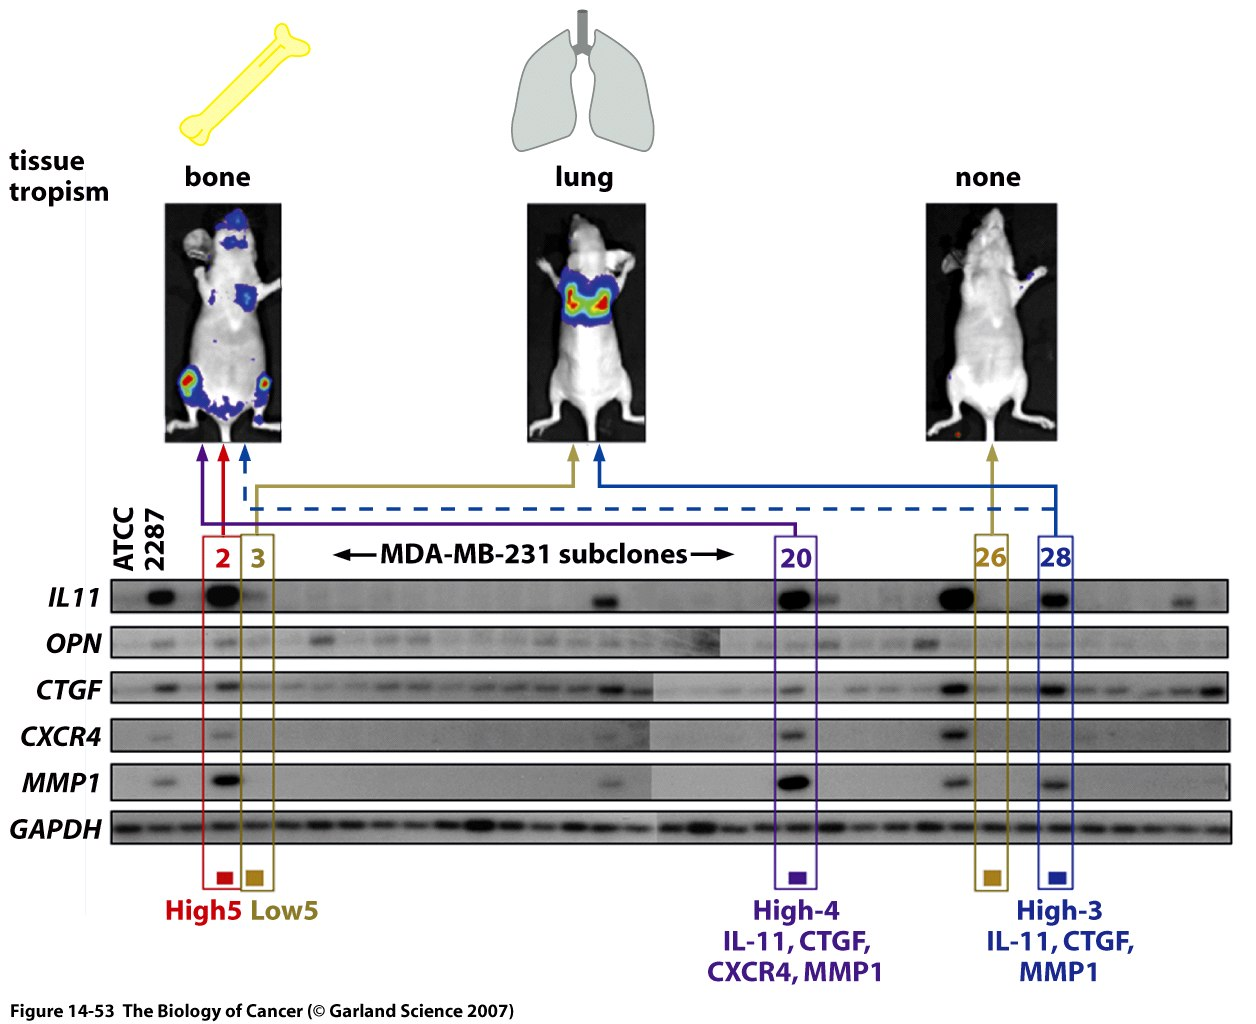 tissue
tropism
bone
lung
none
ATCC
2287
2
3
MDA-MB-231 subclones
20
26
28
IL11
OPN
CTGF
CXCR4
MMP1
GAPDH
High5
Low5
High-4
IL-11, CTGF,
CXCR4, MMP1
High-3
IL-11, CTGF,
MMP1
Figure 14-53 The Biology of Cancer (© Garland Science 2007)